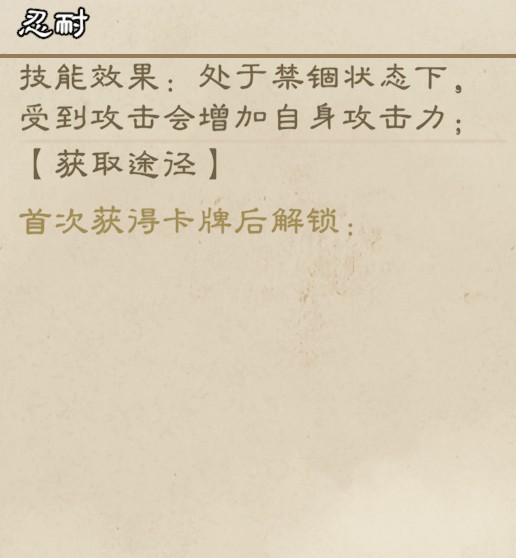 忍耐
技能效果：处于禁锢状态下，
受到攻击会增加自身攻击力；
【获取途径】
首次获得卡牌后解锁：